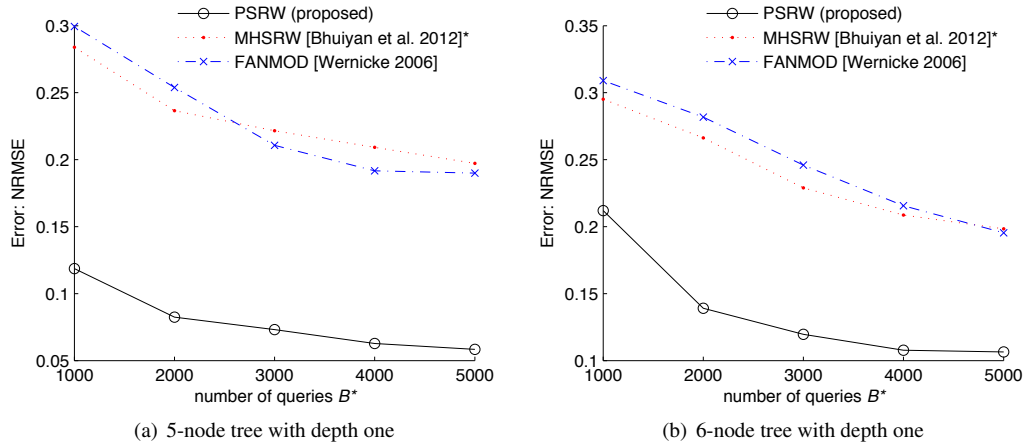 PSRW (proposed)
MHSRW [Bhuiyan et al. 2012]*
FANMOD [Wernicke 2006]
0.3
0.25
0.2
0.15
0.1
0.05
Error: NRMSE
1000 2000 3000 4000 5000
number of queries B*
(a) 5-node tree with depth one
PSRW (proposed)
MHSRW [Bhuiyan et al. 2012]*
FANMOD [Wernicke 2006]
0.35
0.3
0.25
0.2
0.15
0.1
Error: NRMSE
1000 2000 3000 4000 5000
number of queries B*
(b) 6-node tree with depth one